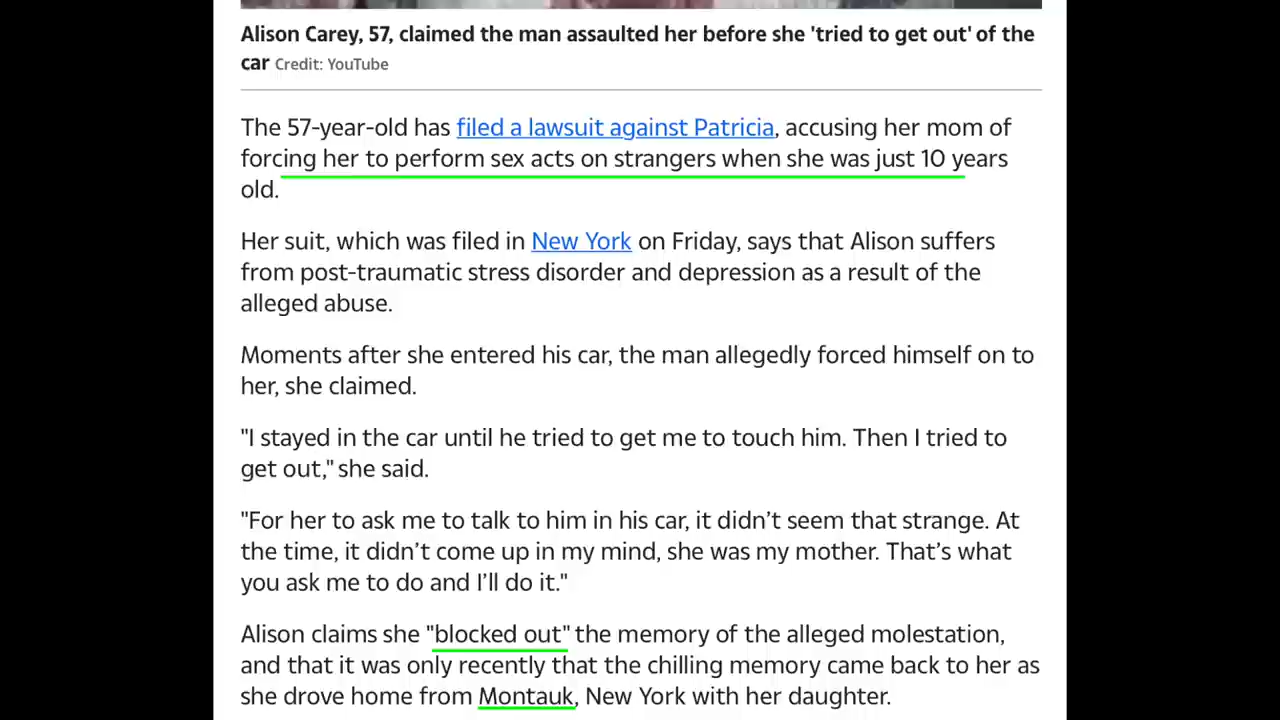 Alison Carey, 57, claimed the man assaulted her before she 'tried to get out' of the
car Credit: YouTube
The 57-year-old has filed a lawsuit against Patricia, accusing her mom of
forcing her to perform sex acts on strangers when she was just 10 years
old.
Her suit, which was filed in New York on Friday, says that Alison suffers
from post-traumatic stress disorder and depression as a result of the
alleged abuse.
Moments after she entered his car, the man allegedly forced himself on to
her, she claimed.
"I stayed in the car until he tried to get me to touch him. Then I tried to
get out," she said.
"For her to ask me to talk to him in his car, it didn’t seem that strange. At
the time, it didn’t come up in my mind, she was my mother. That’s what
you ask me to do and I’ll do it."
Alison claims she "blocked out" the memory of the alleged molestation,
and that it was only recently that the chilling memory came back to her as
she drove home from Montauk, New York with her daughter.